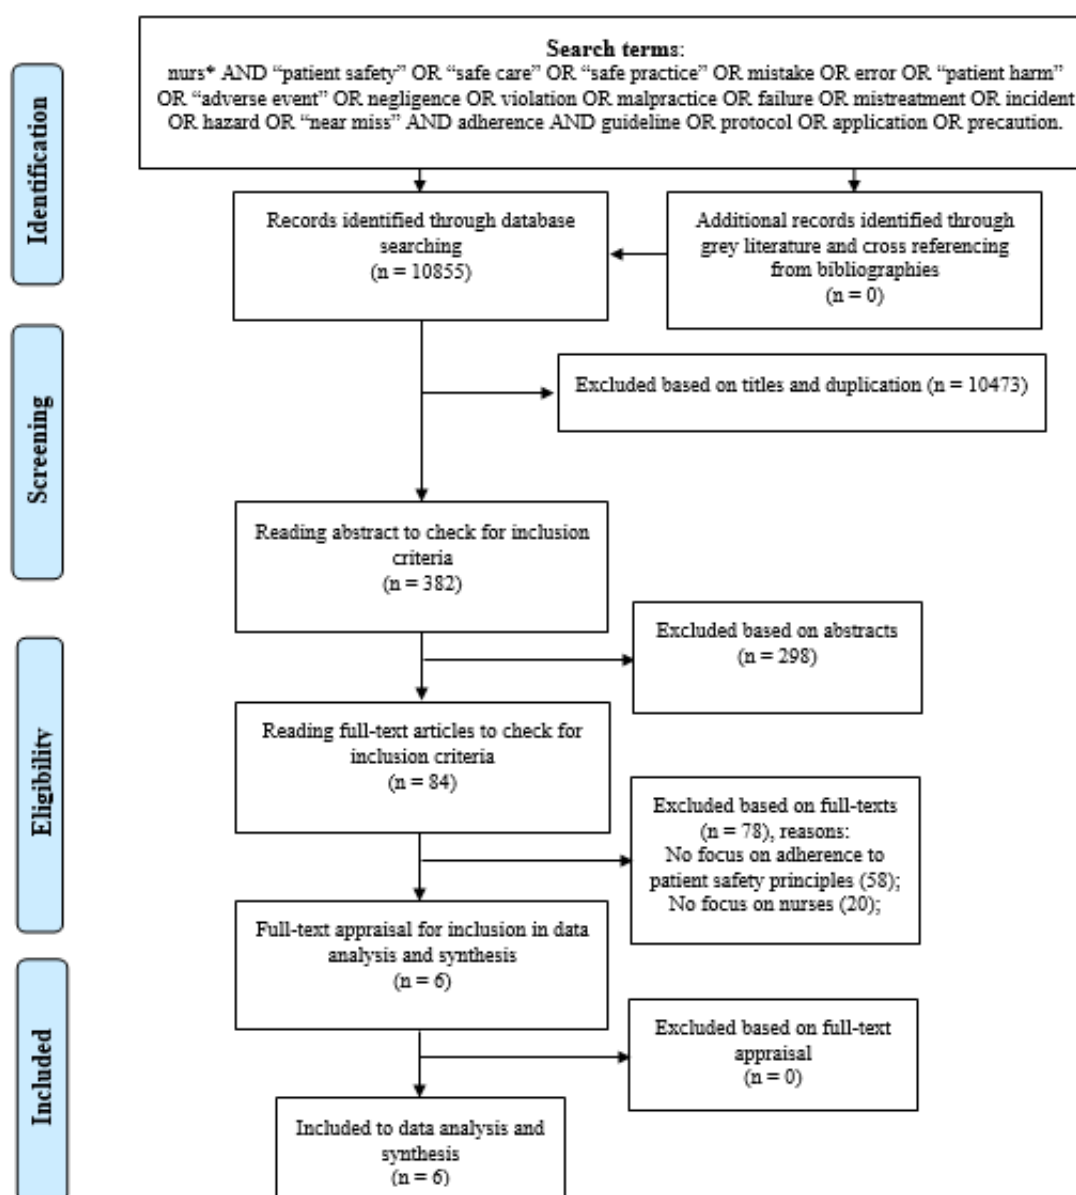 Search terms:
nurs* AND “patient safety” OR “safe care” OR “safe practice” OR mistake OR error OR “patient harm”
OR “adverse event” OR negligence OR violation OR malpractice OR failure OR mistreatment OR incident
OR hazard OR “near miss” AND adherence AND guideline OR protocol OR application OR precaution.
Identification
Records identified through database
searching
(n = 10855)
Additional records identified through
grey literature and cross referencing
from bibliographies
(n = 0)
Screening
Excluded based on titles and duplication (n = 10473)
Reading abstract to check for inclusion
criteria
(n = 382)
Excluded based on abstracts
(n = 298)
Eligibility
Reading full-text articles to check for
inclusion criteria
(n = 84)
Excluded based on full-texts
(n = 78), reasons:
No focus on adherence to
patient safety principles (58);
No focus on nurses (20);
Full-text appraisal for inclusion in data
analysis and synthesis
(n = 6)
Included
Excluded based on full-text
appraisal
(n = 0)
Included to data analysis and
synthesis
(n = 6)